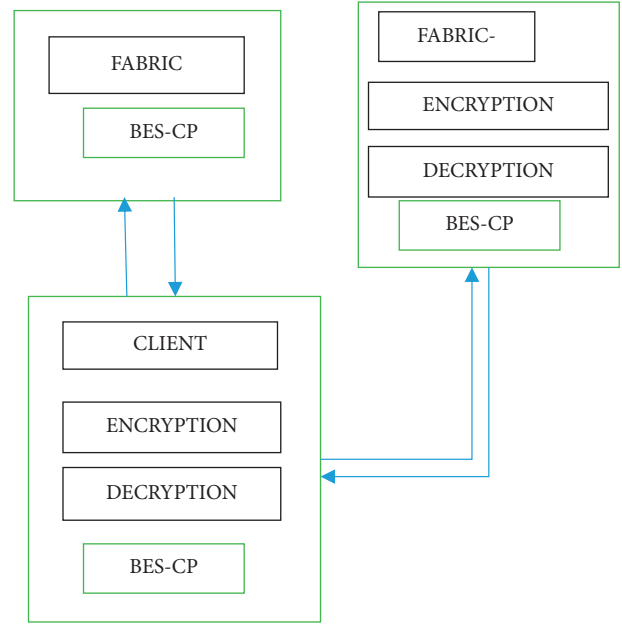 FABRIC
BES-CP
FABRIC-
ENCRYPTION
DECRYPTION
BES-CP
CLIENT
ENCRYPTION
DECRYPTION
BES-CP